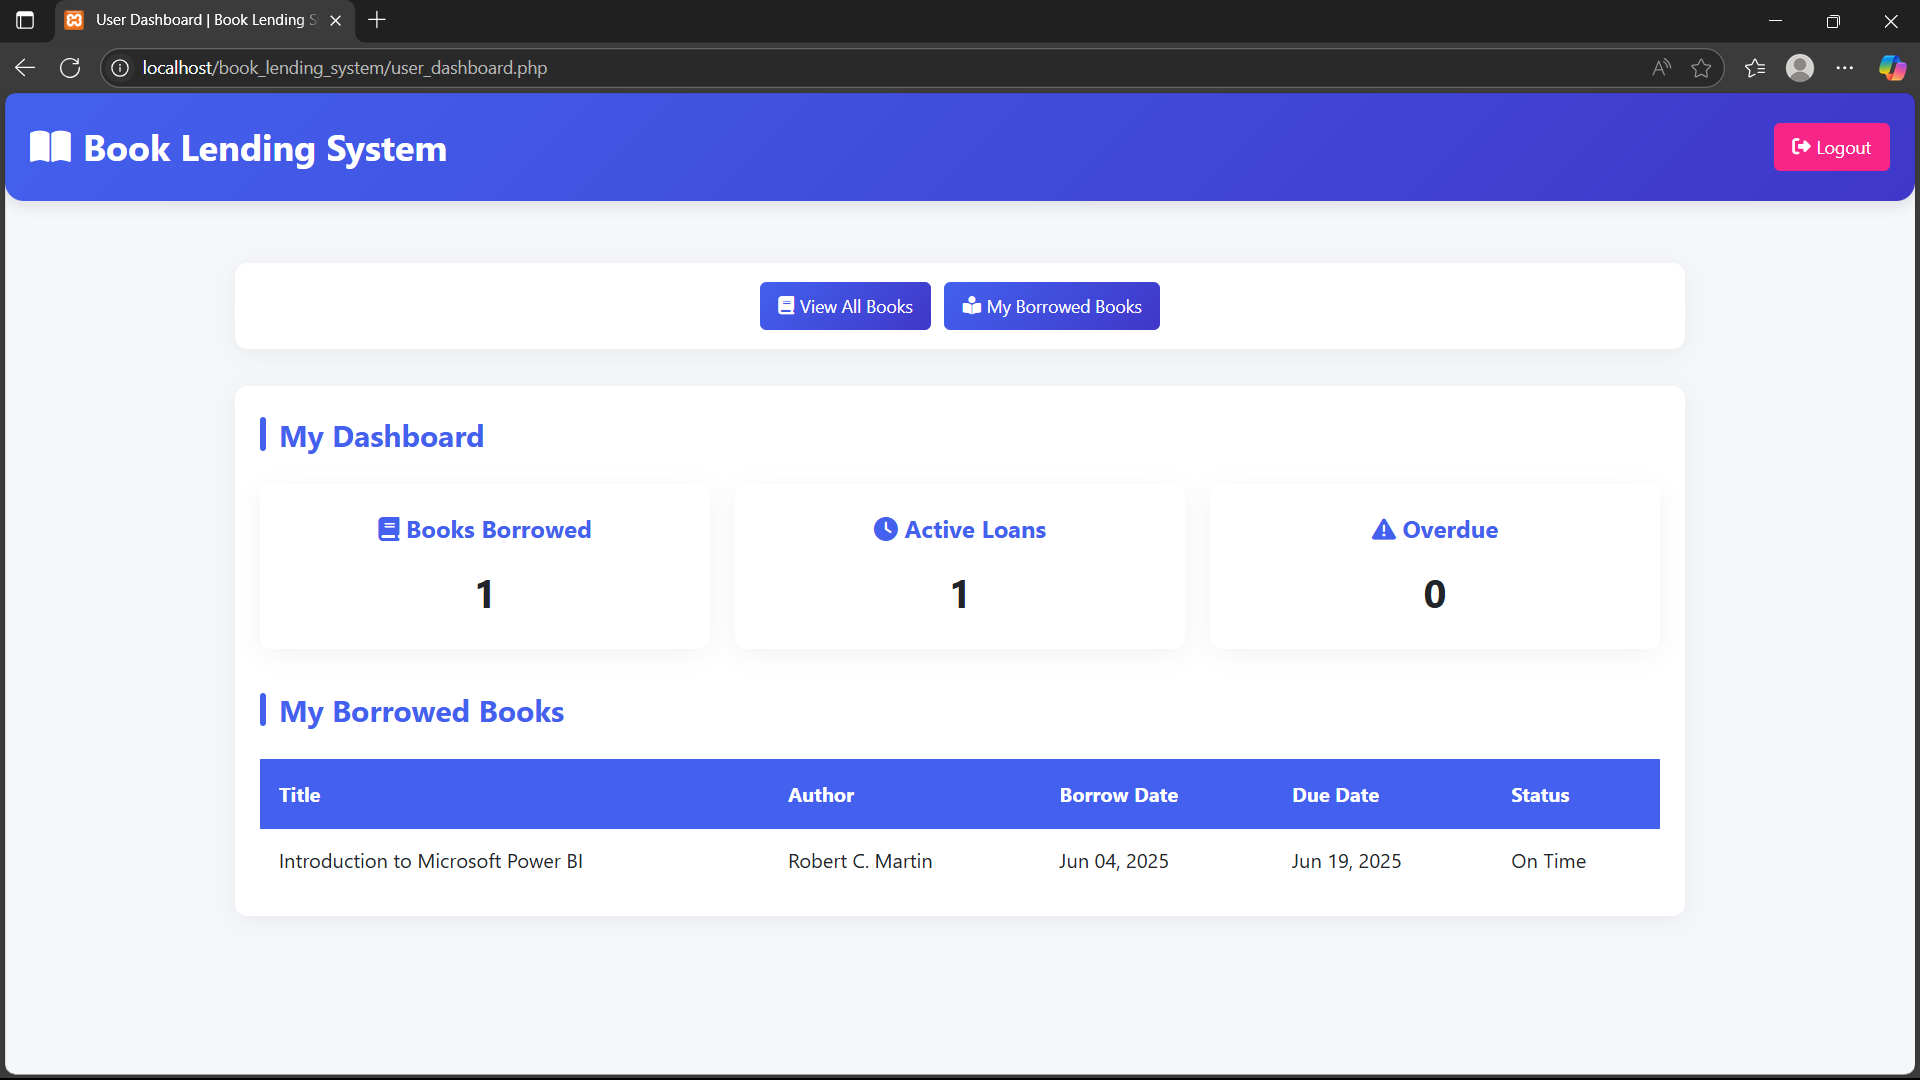 User Dashboard | Book Lending S
localhost/book_lending_system/user_dashboard.php
Book Lending System
Logout
View All Books
My Borrowed Books
My Dashboard
Books Borrowed
Active Loans
Overdue
1
1
0
My Borrowed Books
Title Author Borrow Date Due Date Status
Introduction to Microsoft Power BI Robert C. Martin Jun 04, 2025 Jun 19, 2025 On Time